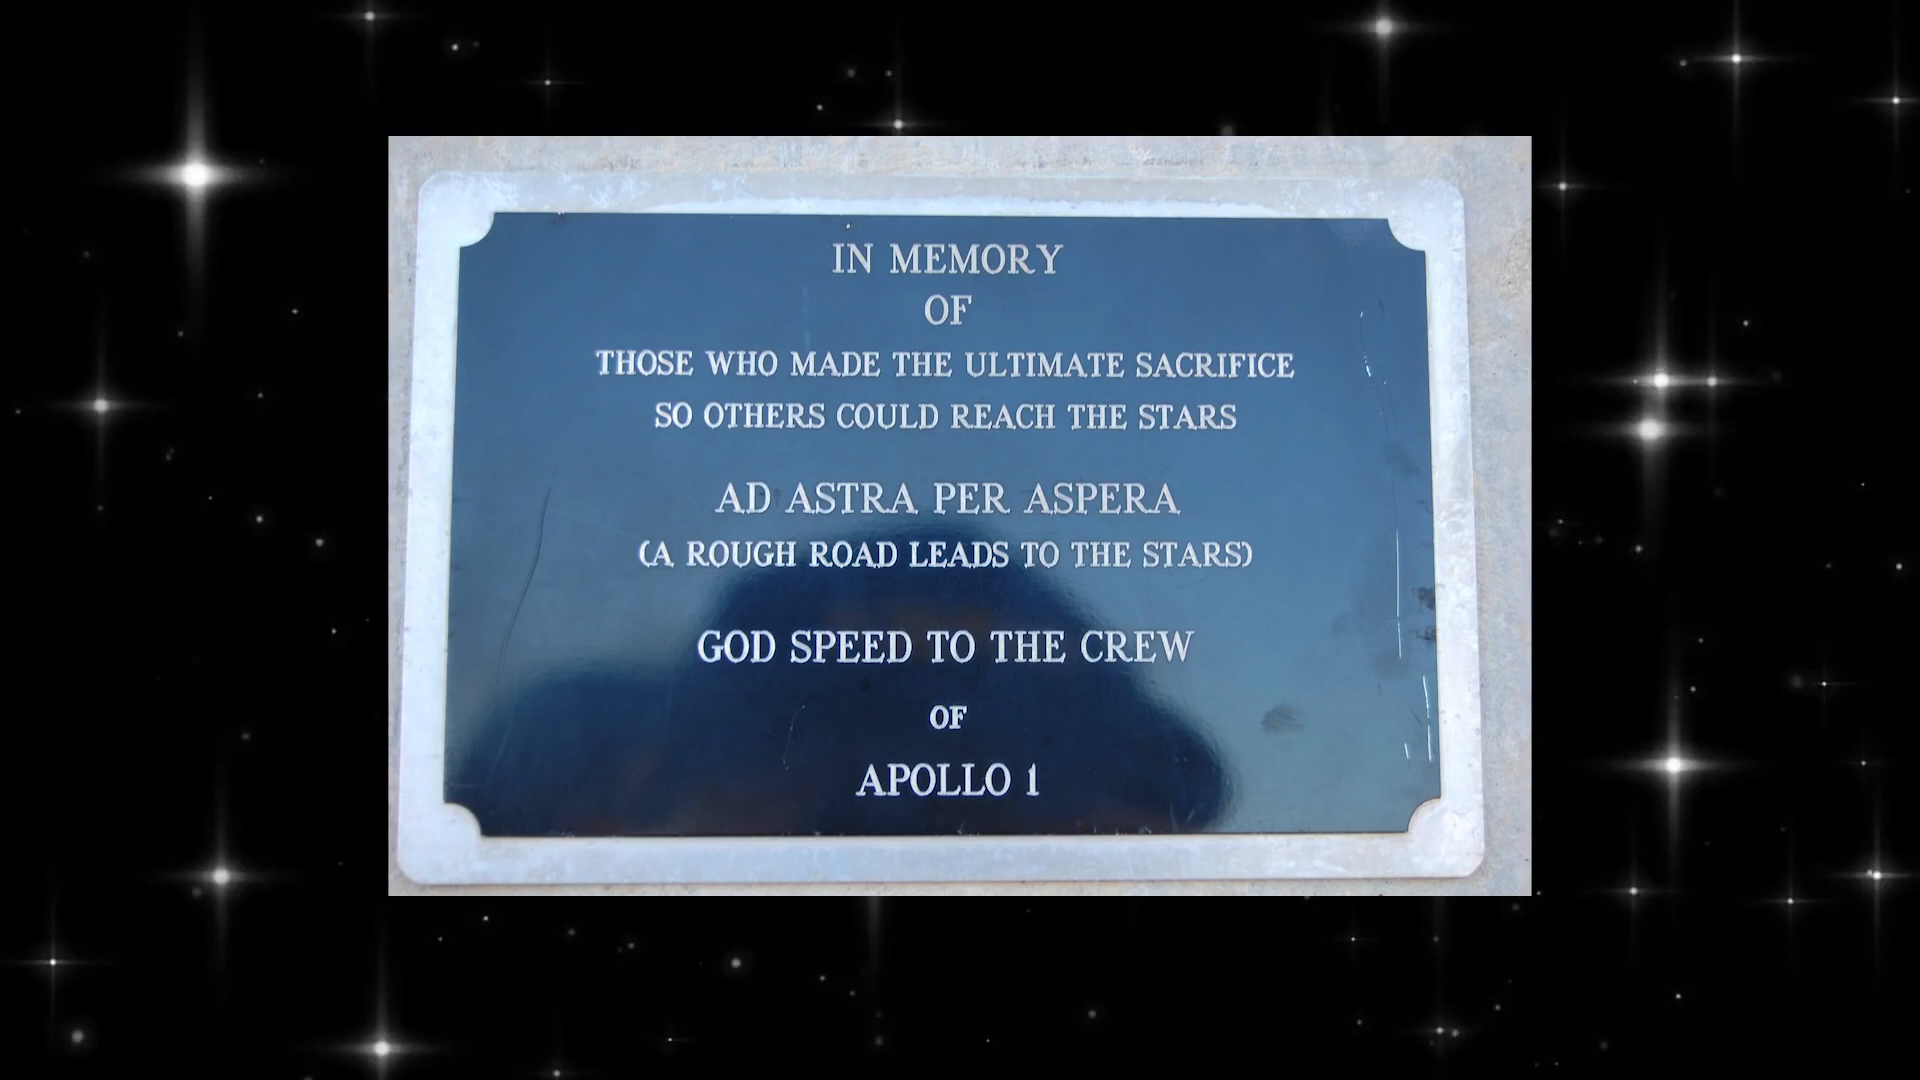 IN MEMORY
OF
THOSE WHO MADE THE ULTIMATE SACRIFICE
SO OTHERS COULD REACH THE STARS
AD ASTRA PER ASPERA
(A ROUGH ROAD LEADS TO THE STARS)
GOD SPEED TO THE CREW
OF
APOLLO 1